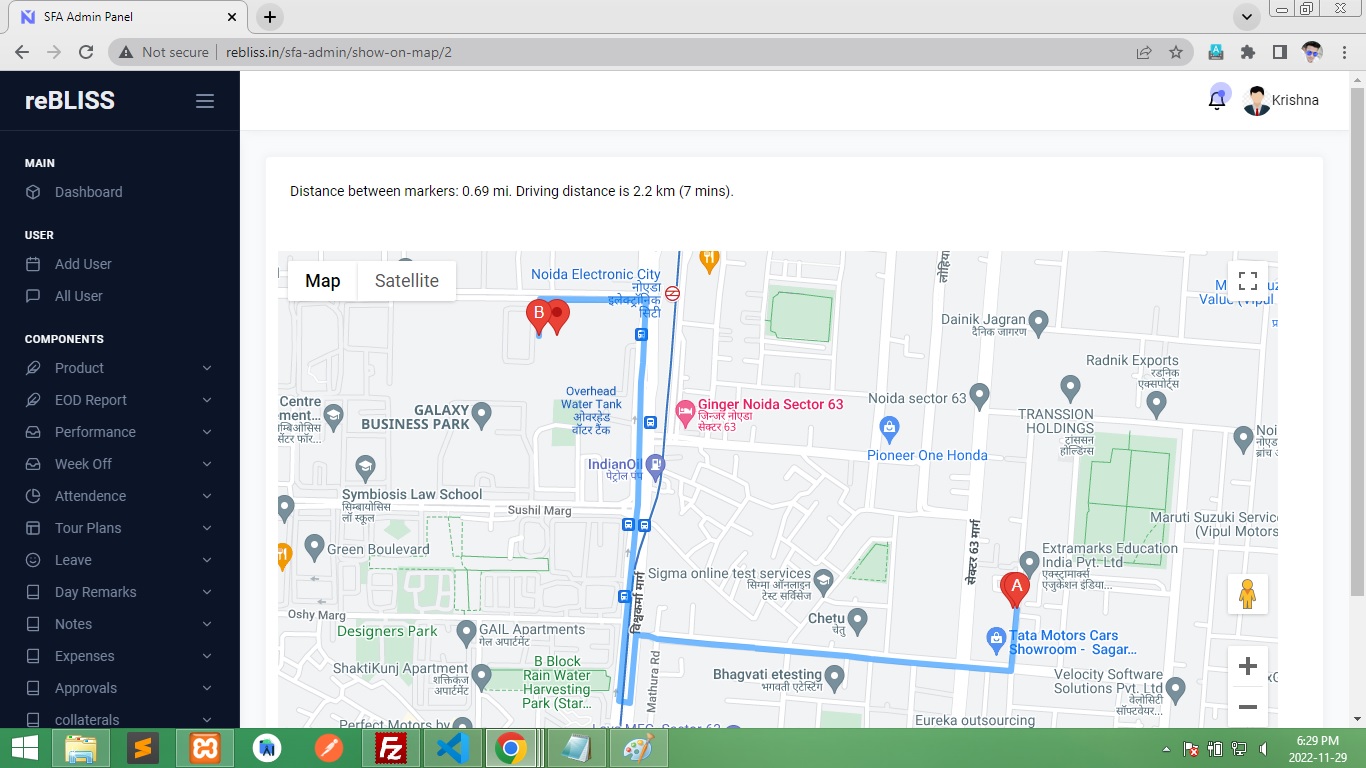 SFA Admin Panel
Not secure
rebliss.in/sfa-admin/show-on-map/2
reBLISS
Krishna
MAIN
Dashboard
USER
Add User
All User
COMPONENTS
Product
EOD Report
Performance
Week Off
Attendence
Tour Plans
Leave
Day Remarks
Notes
Expenses
Approvals
collaterals
Distance between markers: 0.69 mi. Driving distance is 2.2 km (7 mins).
Map
Satellite
Noida Electronic City
नोएडा
इलेक्ट्रॉनिक
सिटी
B
लोहिया
Dainik Jagran
दैनिक जागरण
Value (Vipul
Radnik Exports
रडनिक
एक्सपोर्ट्स
Centre
GALAXY
BUSINESS PARK
Overhead
Water Tank
ओवरहेड
वॉटर टैंक
Ginger Noida Sector 63
जिन्जर नोएडा
सेक्टर 63
Noida sector 63
TRANSSION
HOLDINGS
ट्रांससन
होल्डिंग्स
Pioneer One Honda
IndianOil
पेट्रोल पंप
Symbiosis Law School
सिम्बायोसिस
लॉ स्कूल
Sushil Marg
Green Boulevard
सेक्टर 63 मार्ग
Maruti Suzuki Service
(Vipul Motors
Extramarks Education
India Pvt. Ltd
एक्स्ट्रामार्क्स
एजुकेशन इंडिया...
Sigma online test services
सिग्मा ऑनलाइन
टेस्ट सर्विसेज
A
विश्वकर्मा मार्ग
Oshy Marg
Designers Park
GAIL Apartments
गेल अपार्टमेंट
Chetu
चेतु
Tata Motors Cars
Showroom - Sagar...
ShaktiKunj Apartment
शक्तिकुंज
अपार्टमेंट
B Block
Rain Water
Harvesting
Park (Star...
Mathura Rd
Bhagvati etesting
भगवती एटेस्टिंग
Velocity Software
Solutions Pvt. Ltd
वेलोसिटी
सॉफ्टवेयर...
Perfect Motors by
Eureka outsourcing
6:29 PM
2022-11-29